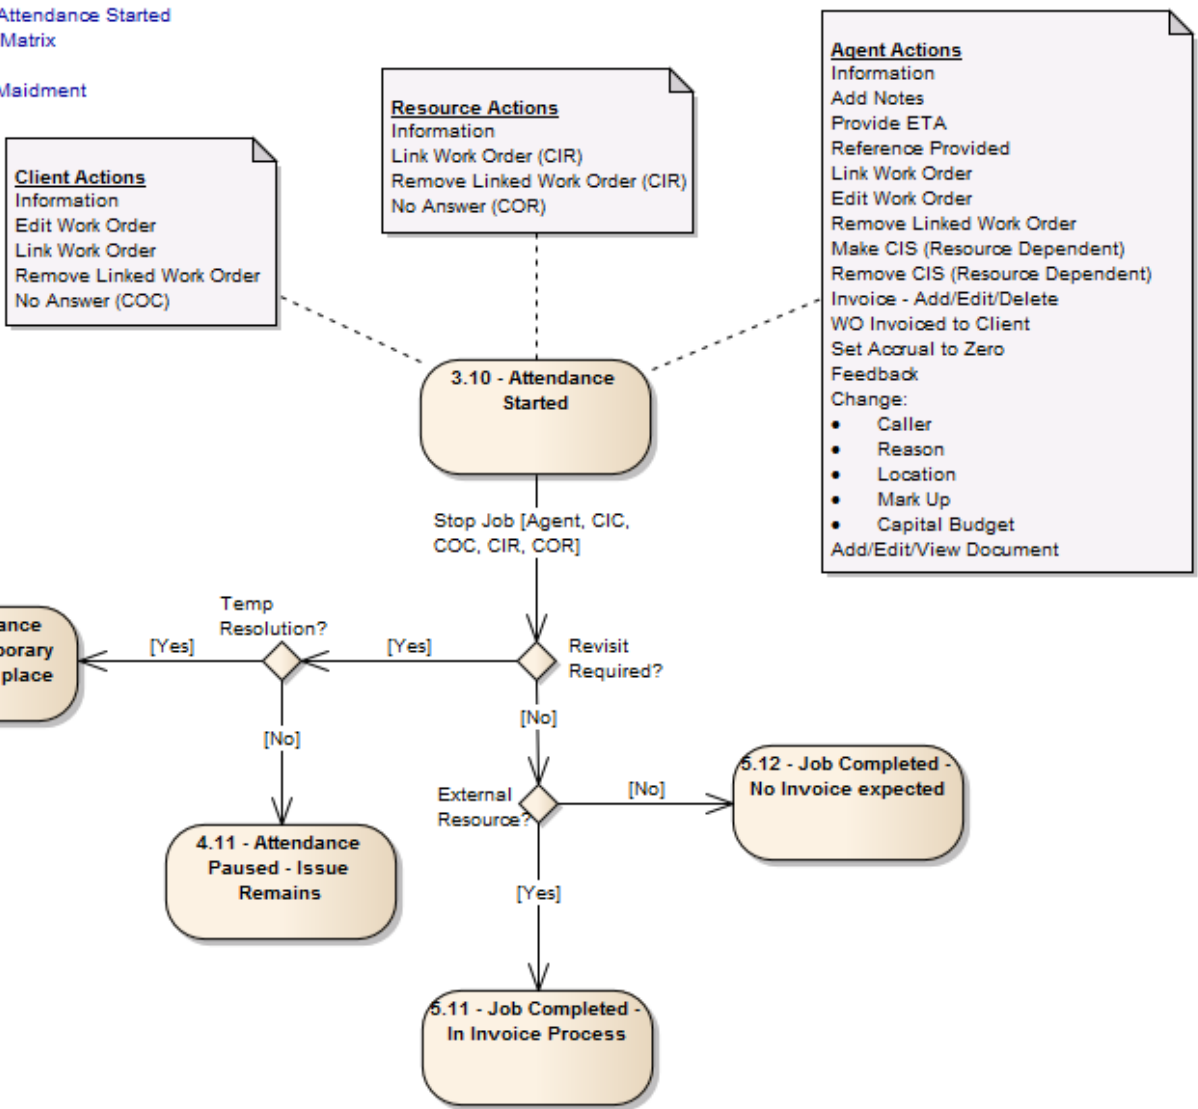 Attendance Started
Matrix
Maidment
Client Actions
Information
Edit Work Order
Link Work Order
Remove Linked Work Order
No Answer (COC)
Resource Actions
Information
Link Work Order (CIR)
Remove Linked Work Order (CIR)
No Answer (COR)
Agent Actions
Information
Add Notes
Provide ETA
Reference Provided
Link Work Order
Edit Work Order
Remove Linked Work Order
Make CIS (Resource Dependent)
Remove CIS (Resource Dependent)
Invoice - Add/Edit/Delete
WO Invoiced to Client
Set Accrual to Zero
Feedback
Change:
• Caller
• Reason
• Location
• Mark Up
• Capital Budget
Add/Edit/View Document
3.10 - Attendance
Started
Stop Job [Agent, CIC,
COC, CIR, COR]
Temp
Resolution?
[Yes]
[Yes]
Revisit
Required?
place
[No]
[No]
External
Resource?
[No]
5.12 - Job Completed -
No Invoice expected
4.11 - Attendance
Paused - Issue
Remains
[Yes]
5.11 - Job Completed -
In Invoice Process